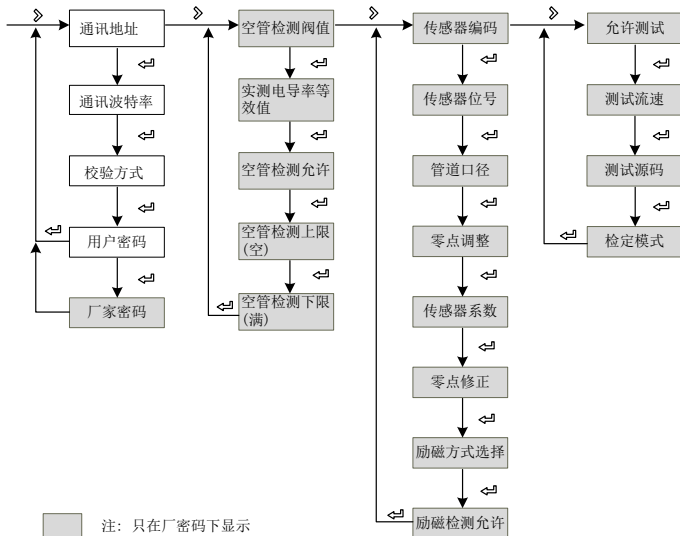 通讯地址
通讯波特率
校验方式
用户密码
厂家密码
空管检测阀值
实测电导率等
效值
空管检测允许
空管检测上限
(空)
空管检测下限
(满)
传感器编码
传感器位号
管道口径
零点调整
传感器系数
零点修正
励磁方式选择
励磁检测允许
允许测试
测试流速
测试源码
检定模式
注: 只在厂密码下显示